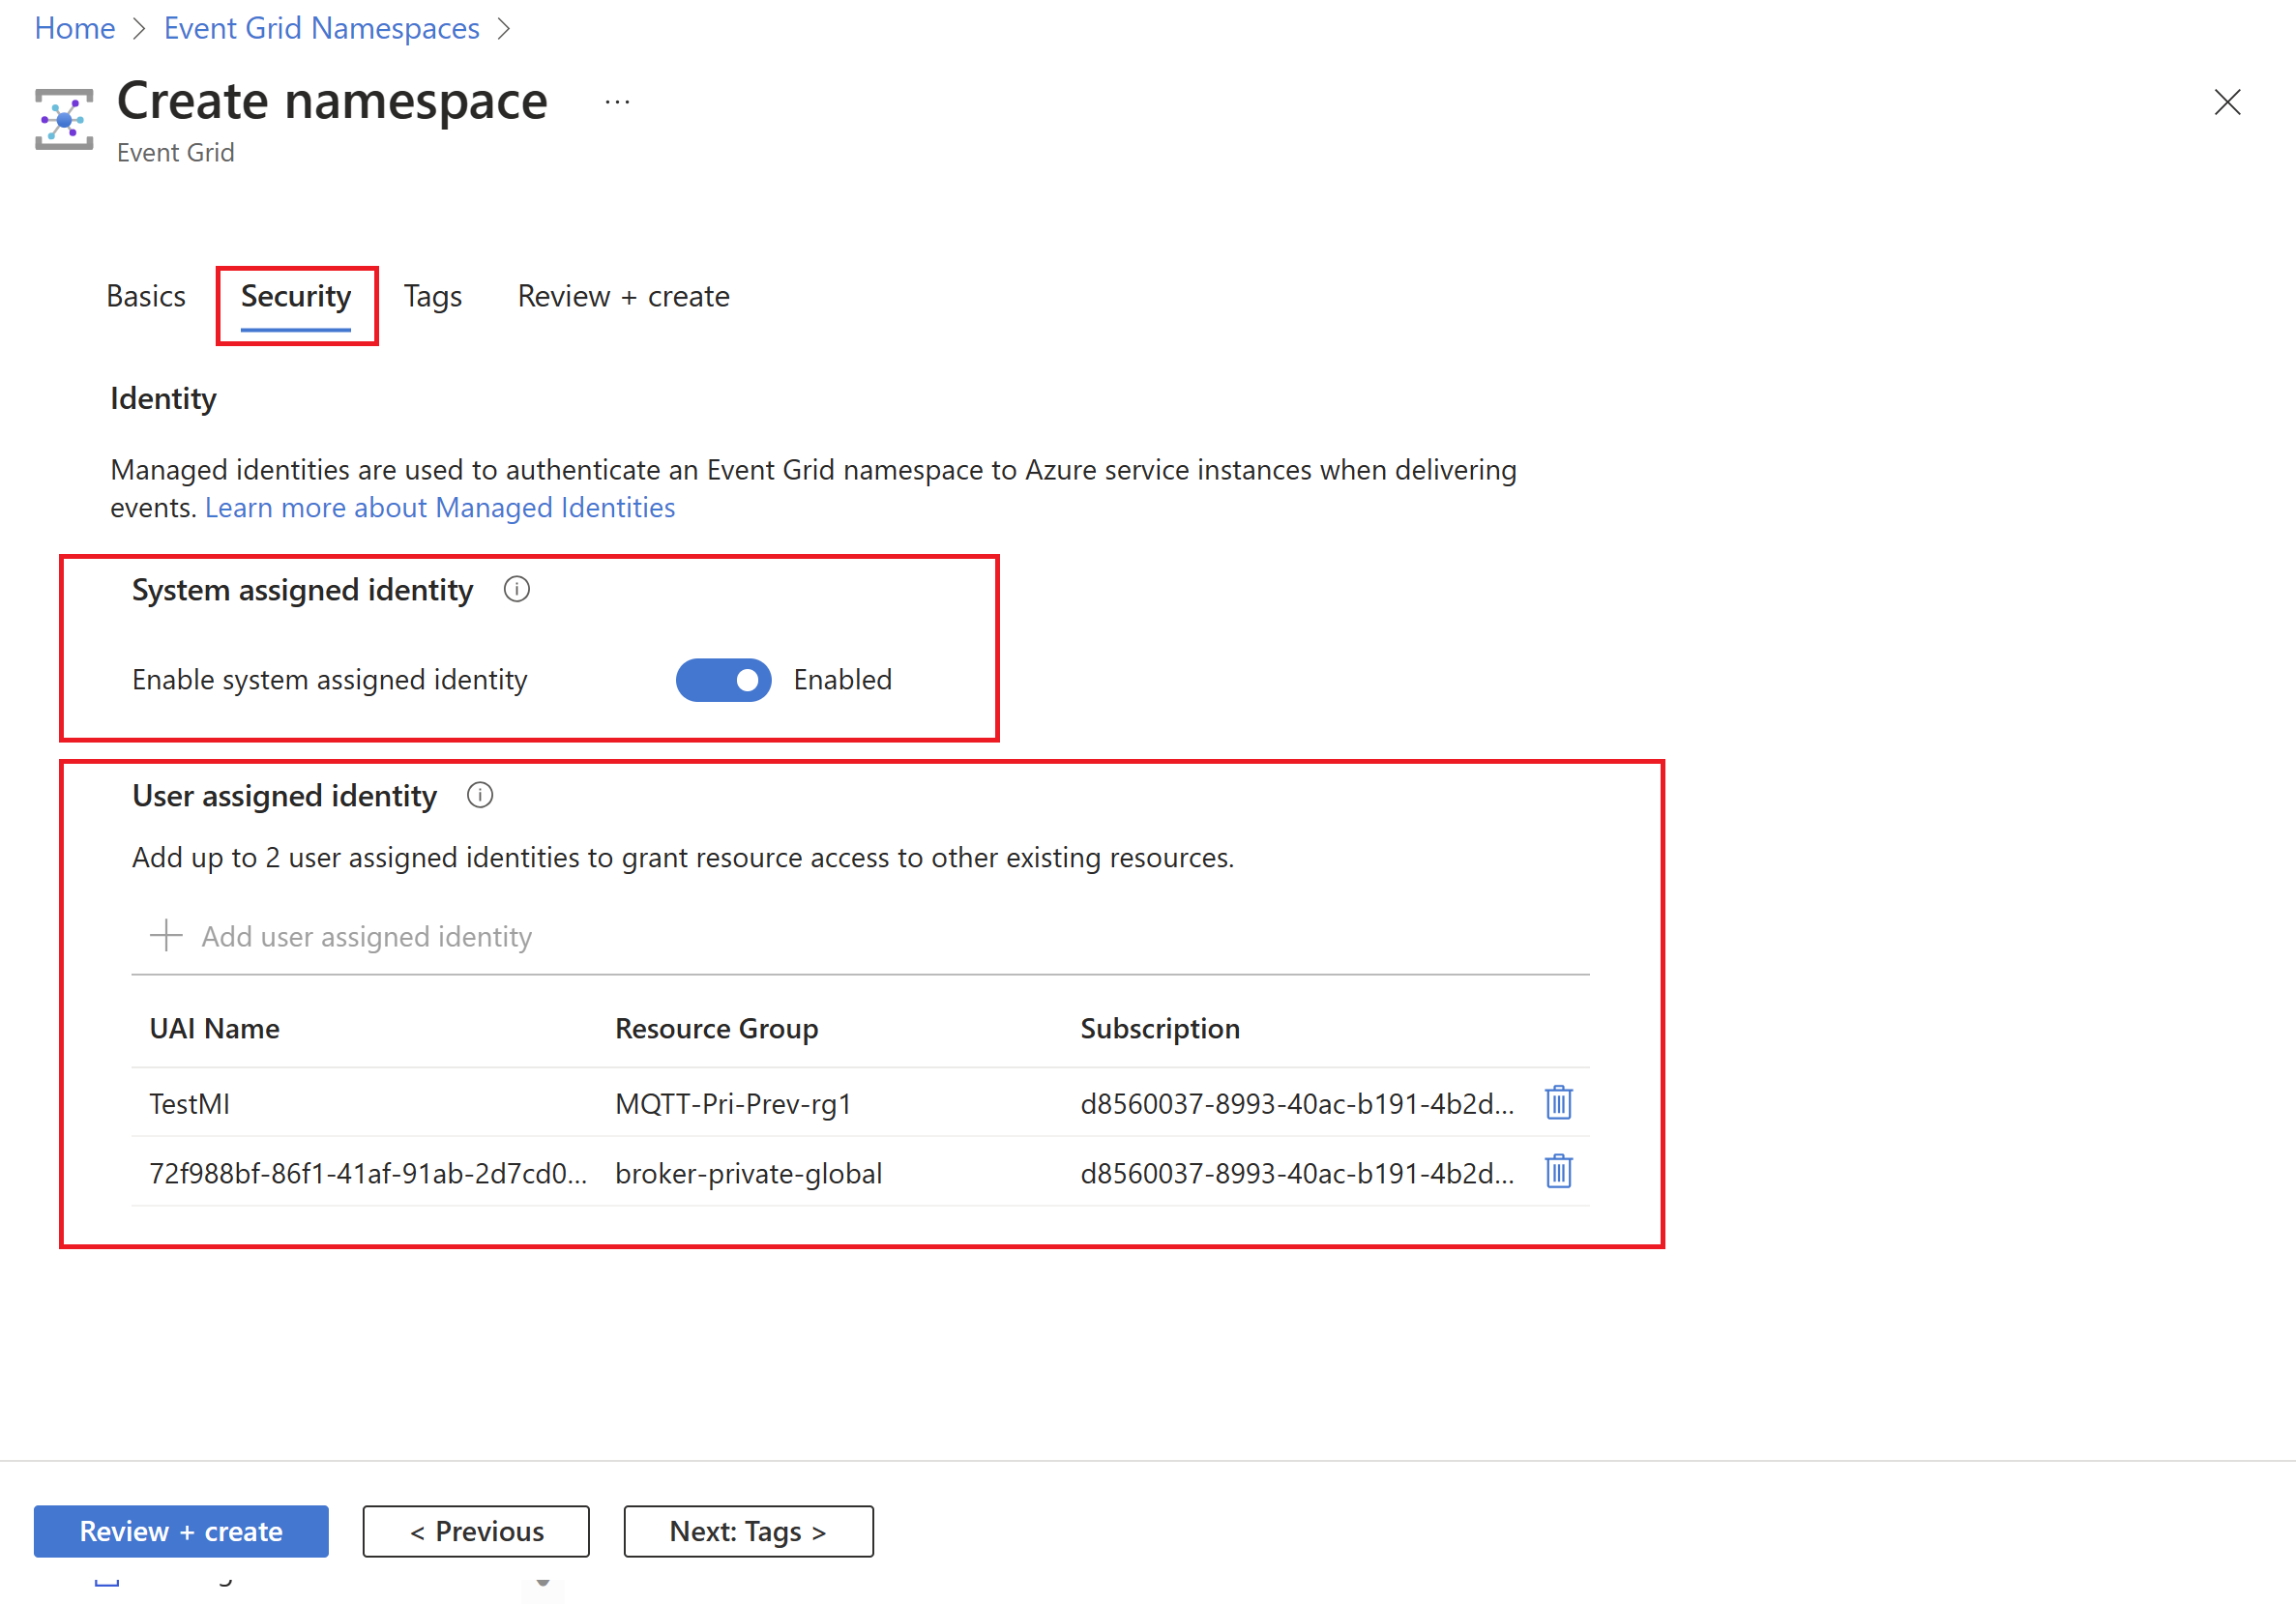 Home > Event Grid Namespaces >
Create namespace ...
Event Grid
Basics Security Tags Review + create
Identity
Managed identities are used to authenticate an Event Grid namespace to Azure service instances when delivering
events. Learn more about Managed Identities
System assigned identity
Enable system assigned identity Enabled
User assigned identity
Add up to 2 user assigned identities to grant resource access to other existing resources.
+ Add user assigned identity
UAI Name Resource Group Subscription
TestMI MQTT-Pri-Prev-rg1 d8560037-8993-40ac-b191-4b2d...
72f988bf-86f1-41af-91ab-2d7cd0... broker-private-global d8560037-8993-40ac-b191-4b2d...
Review + create < Previous Next: Tags >